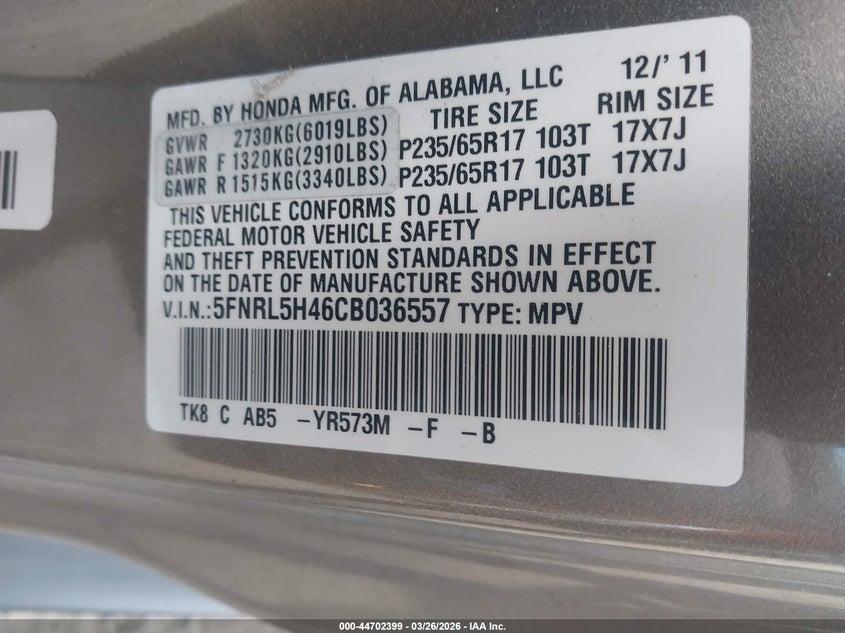 MFD. BY HONDA MFG. OF ALABAMA, LLC 12/'11
TIRE SIZE RIM SIZE
GVWR 2730KG(6019LBS)
GAWR F 1320KG(2910LBS) P235/65R17 103T 17X7J
GAWR R 1515KG(3340LBS) P235/65R17 103T 17X7J
THIS VEHICLE CONFORMS TO ALL APPLICABLE
FEDERAL MOTOR VEHICLE SAFETY
AND THEFT PREVENTION STANDARDS IN EFFECT
ON THE DATE OF MANUFACTURE SHOWN ABOVE.
V.I.N.:5FNRL5H46CB036557 TYPE: MPV
TK8 C AB5 -YR573M -F -B
000-44702399 - 03/26/2026 - IAA Inc.